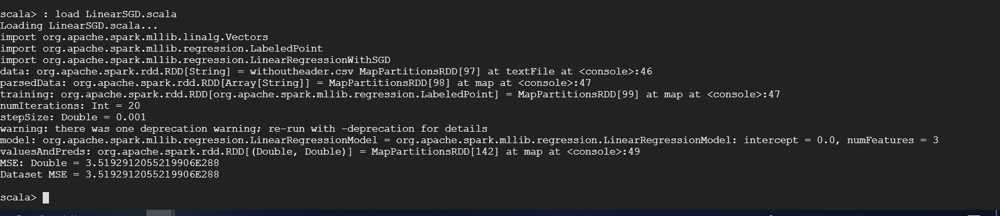 scala> : load LinearSGD.scala
Loading LinearSGD.scala...
import org.apache.spark.mllib.linalg.Vectors
import org.apache.spark.mllib.regression.LabeledPoint
import org.apache.spark.mllib.regression.LinearRegressionWithSGD
data: org.apache.spark.rdd.RDD[String] = withoutheader.csv MapPartitionsRDD[97] at textFile at <console>:46
parsedData: org.apache.spark.rdd.RDD[Array[String]] = MapPartitionsRDD[98] at map at <console>:47
training: org.apache.spark.rdd.RDD[org.apache.spark.mllib.regression.LabeledPoint] = MapPartitionsRDD[99] at map at <console>:47
numIterations: Int = 20
stepSize: Double = 0.001
warning: there was one deprecation warning; re-run with -deprecation for details
model: org.apache.spark.mllib.regression.LinearRegressionModel = org.apache.spark.mllib.regression.LinearRegressionModel: intercept = 0.0, numFeatures = 3
valuesAndPreds: org.apache.spark.rdd.RDD[(Double, Double)] = MapPartitionsRDD[142] at map at <console>:49
MSE: Double = 3.5192912055219906E288
Dataset MSE = 3.5192912055219906E288
scala>